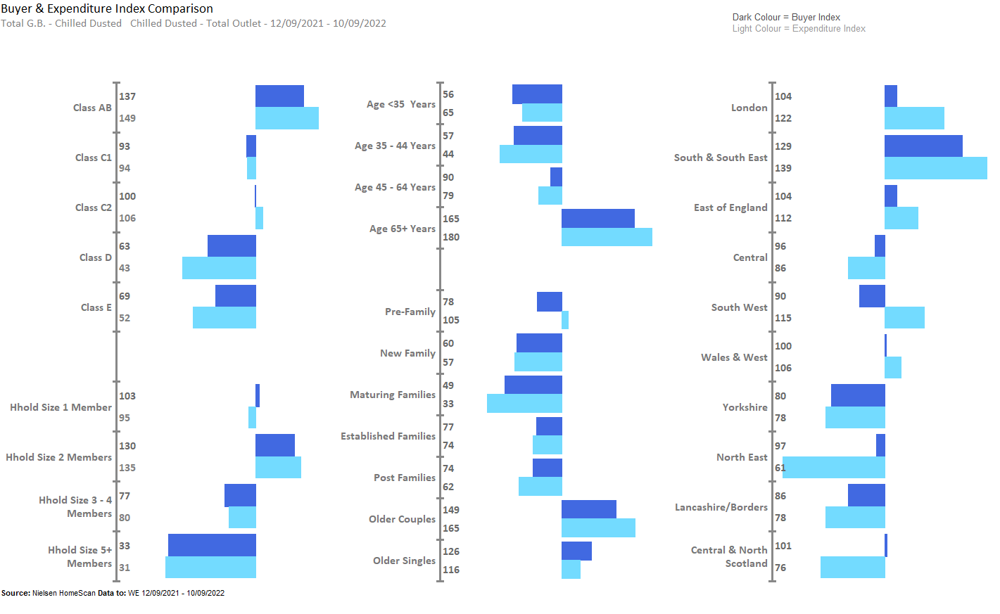 Buyer & Expenditure Index Comparison
Total G.B. - Chilled Dusted   Chilled Dusted - Total Outlet - 12/09/2021 - 10/09/2022
Dark Colour = Buyer Index
Light Colour = Expenditure Index
Class AB
137
149
Class C1
93
94
Class C2
100
106
Class D
63
43
Class E
69
52
Hhold Size 1 Member
103
95
Hhold Size 2 Members
130
135
Hhold Size 3 - 4
Members
77
80
Hhold Size 5+
Members
33
31
Age <35  Years
56
65
Age 35 - 44 Years
57
44
Age 45 - 64 Years
90
79
Age 65+ Years
165
180
Pre-Family
78
105
New Family
60
57
Maturing Families
49
33
Established Families
77
74
Post Families
74
62
Older Couples
149
165
Older Singles
126
116
London
104
122
South & South East
129
139
East of England
104
112
Central
96
86
South West
90
115
Wales & West
100
106
Yorkshire
80
78
North East
97
61
Lancashire/Borders
86
78
Central & North
Scotland
101
76
Source: Nielsen HomeScan Data to: WE 12/09/2021 - 10/09/2022